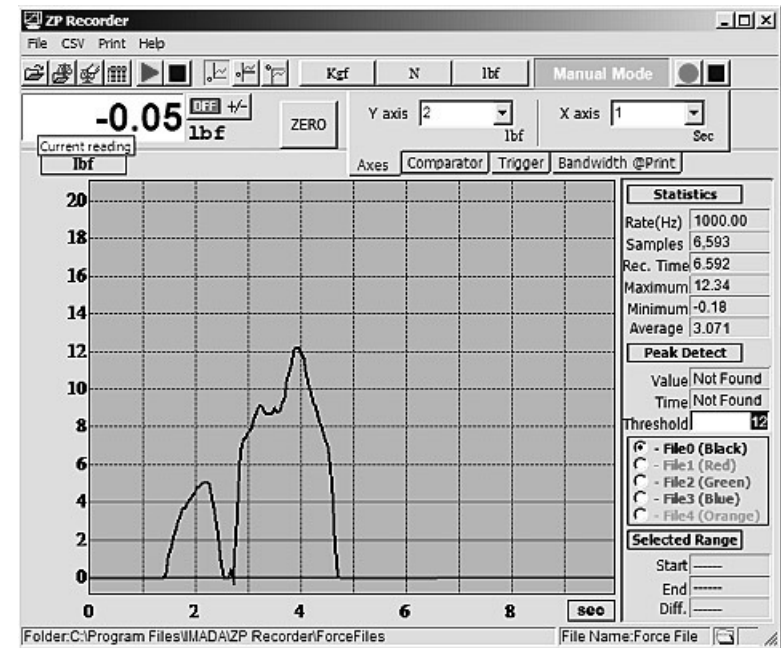 ZP Recorder
File CSV Print Help
Kgf N lbf Manual Mode
-0.05 OFF +/- lbf ZERO Y axis 2 lbf X axis 1 Sec
Current reading
lbf
Axes Comparator Trigger Bandwidth @Print
20
18
16
14
12
10
8
6
4
2
0
0 2 4 6 8 sec
Statistics
Rate(Hz) 1000.00
Samples 6,593
Rec. Time 6.592
Maximum 12.34
Minimum -0.18
Average 3.071
Peak Detect
Value Not Found
Time Not Found
Threshold 12
- File0 (Black)
- File1 (Red)
- File2 (Green)
- File3 (Blue)
- File4 (Orange)
Selected Range
Start -----
End -----
Diff. -----
Folder:C:\Program Files\IMADA\ZP Recorder\ForceFiles File Name:Force File